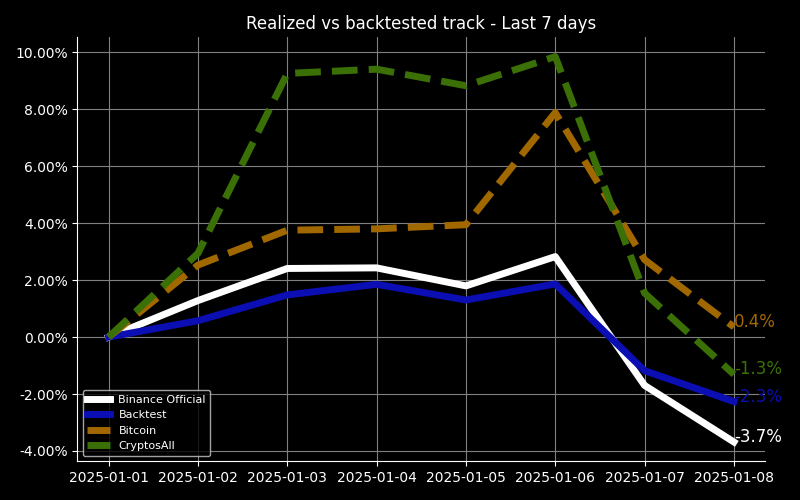 Realized vs backtested track - Last 7 days
10.00%
8.00%
6.00%
4.00%
2.00%
0.00%
-2.00%
-4.00%
0.4%
-1.3%
-2.3%
-3.7%
Binance Official
Backtest
Bitcoin
CryptosAll
2025-01-01 2025-01-02 2025-01-03 2025-01-04 2025-01-05 2025-01-06 2025-01-07 2025-01-08